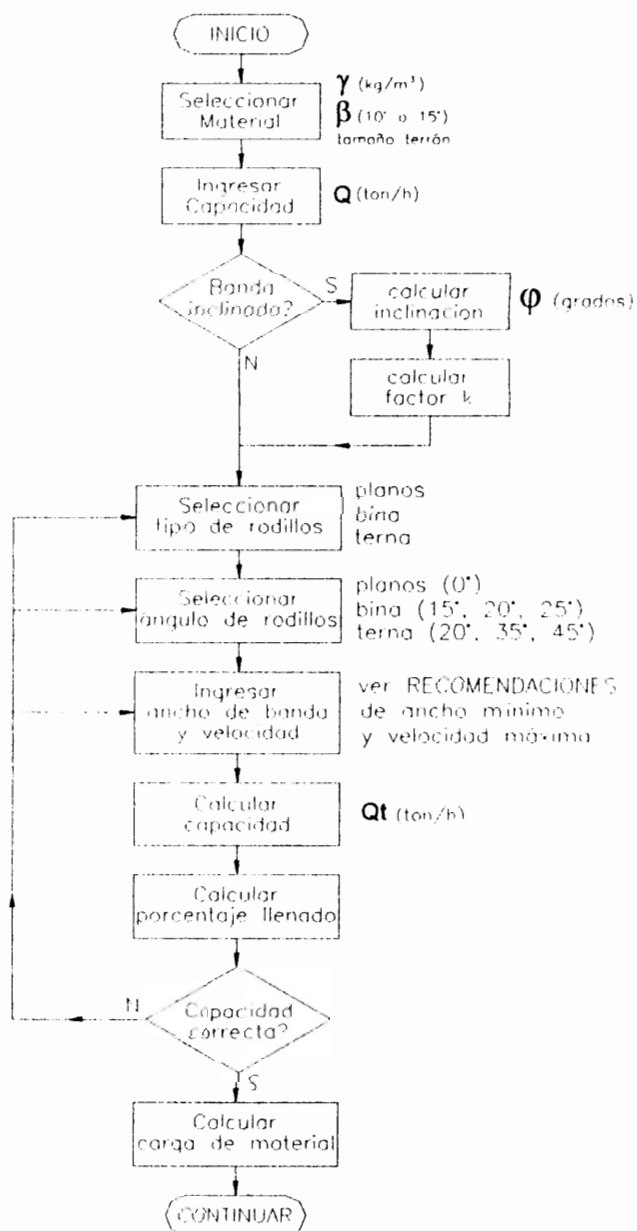 INICIO
Seleccionar
Material
γ (kg/m³)
β (10° o 15°)
tamaño terrón
Ingresar
Capacidad
Q (ton/h)
Banda
inclinada?
S
N
calcular
inclinacion
φ (grados)
calcular
factor k
Seleccionar
tipo de rodillos
planos
bina
terna
Seleccionar
ángulo de rodillos
planos (0°)
bina (15°, 20°, 25°)
terna (20°, 35°, 45°)
Ingresar
ancho de banda
y velocidad
ver RECOMENDACIONES
de ancho mínimo
y velocidad máxima
Calcular
capacidad
Qt (ton/h)
Calcular
porcentaje llenado
Capacidad
correcta?
N
S
Calcular
carga de material
CONTINUAR